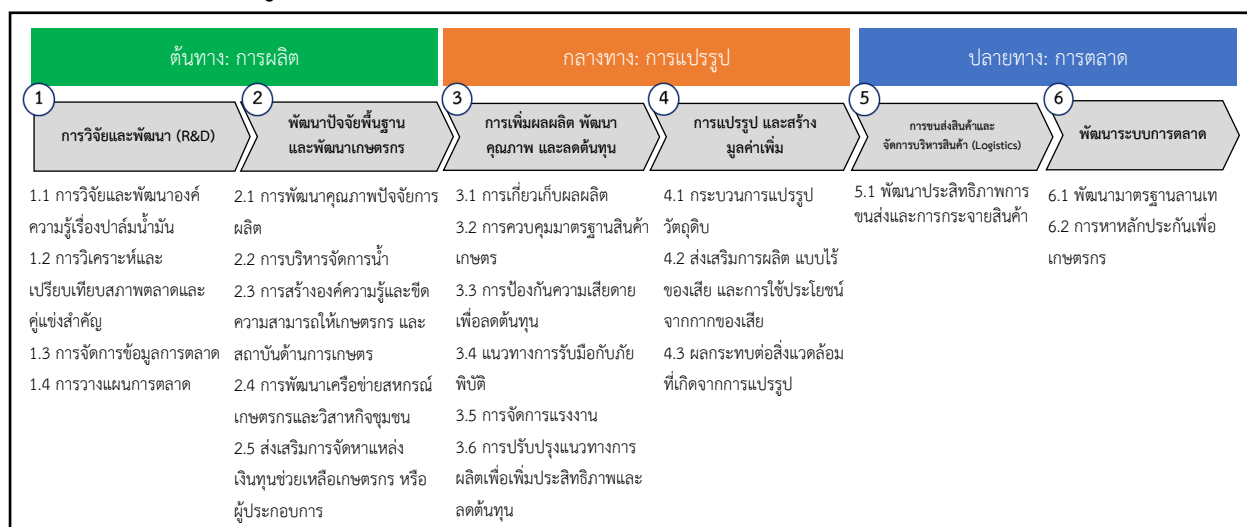 ต้นทาง: การผลิต
กลางทาง: การแปรรูป
ปลายทาง: การตลาด
1
การวิจัยและพัฒนา (R&D)
2
พัฒนาปัจจัยพื้นฐาน
และพัฒนาเกษตรกร
3
การเพิ่มผลผลิต พัฒนา
คุณภาพ และลดต้นทุน
4
การแปรรูป และสร้าง
มูลค่าเพิ่ม
5
การขนส่งสินค้าและ
จัดการบริหารสินค้า (Logistics)
6
พัฒนาระบบการตลาด
1.1 การวิจัยและพัฒนาองค์
ความรู้เรื่องปาล์มน้ำมัน
1.2 การวิเคราะห์และ
เปรียบเทียบสภาพตลาดและ
คู่แข่งสำคัญ
1.3 การจัดการข้อมูลการตลาด
1.4 การวางแผนการตลาด
2.1 การพัฒนาคุณภาพปัจจัยการ
ผลิต
2.2 การบริหารจัดการน้ำ
2.3 การสร้างองค์ความรู้และขีด
ความสามารถให้เกษตรกร และ
สถาบันด้านการเกษตร
2.4 การพัฒนาเครือข่ายสหกรณ์
เกษตรกรและวิสาหกิจชุมชน
2.5 ส่งเสริมการจัดหาแหล่ง
เงินทุนช่วยเหลือเกษตรกร หรือ
ผู้ประกอบการ
3.1 การเกี่ยวเก็บผลผลิต
3.2 การควบคุมมาตรฐานสินค้า
เกษตร
3.3 การป้องกันความเสียดาย
เพื่อลดต้นทุน
3.4 แนวทางการรับมือกับภัย
พิบัติ
3.5 การจัดการแรงงาน
3.6 การปรับปรุงแนวทางการ
ผลิตเพื่อเพิ่มประสิทธิภาพและ
ลดต้นทุน
4.1 กระบวนการแปรรูป
วัตถุดิบ
4.2 ส่งเสริมการผลิต แบบไร้
ของเสีย และการใช้ประโยชน์
จากกากของเสีย
4.3 ผลกระทบต่อสิ่งแวดล้อม
ที่เกิดจากการแปรรูป
5.1 พัฒนาประสิทธิภาพการ
ขนส่งและการกระจายสินค้า
6.1 พัฒนามาตรฐานลานเท
6.2 การหาหลักประกันเพื่อ
เกษตรกร